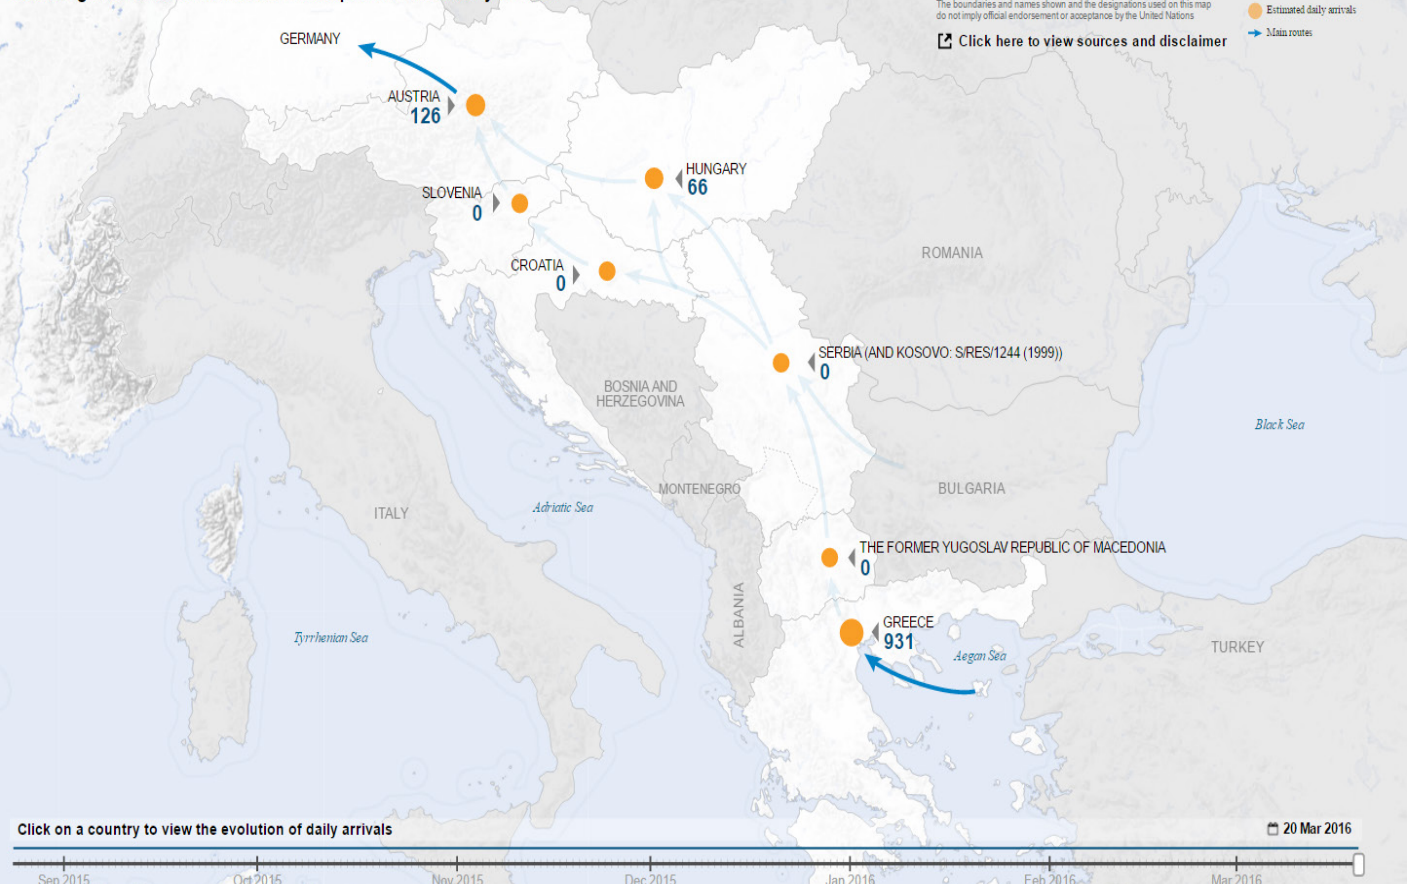 The boundaries and names shown and the designations used on this map
do not imply official endorsement or acceptance by the United Nations
Click here to view sources and disclaimer
Estimated daily arrivals
Main routes
GERMANY
AUSTRIA
126
HUNGARY
66
SLOVENIA
0
CROATIA
0
ROMANIA
SERBIA (AND KOSOVO: S/RES/1244 (1999))
0
BOSNIA AND
HERZEGOVINA
Black Sea
MONTENEGRO
BULGARIA
ITALY
Adriatic Sea
THE FORMER YUGOSLAV REPUBLIC OF MACEDONIA
0
ALBANIA
GREECE
931
Tyrrhenian Sea
Aegan Sea
TURKEY
Click on a country to view the evolution of daily arrivals
20 Mar 2016
Sep 2015
Oct 2015
Nov 2015
Dec 2015
Jan 2016
Feb 2016
Mar 2016